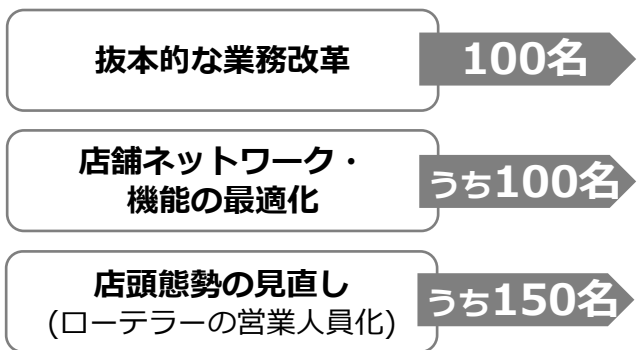 抜本的な業務改革
100名
店舗ネットワーク・
機能の最適化
うち100名
店頭態勢の見直し
(ローテラーの営業人員化)
うち150名